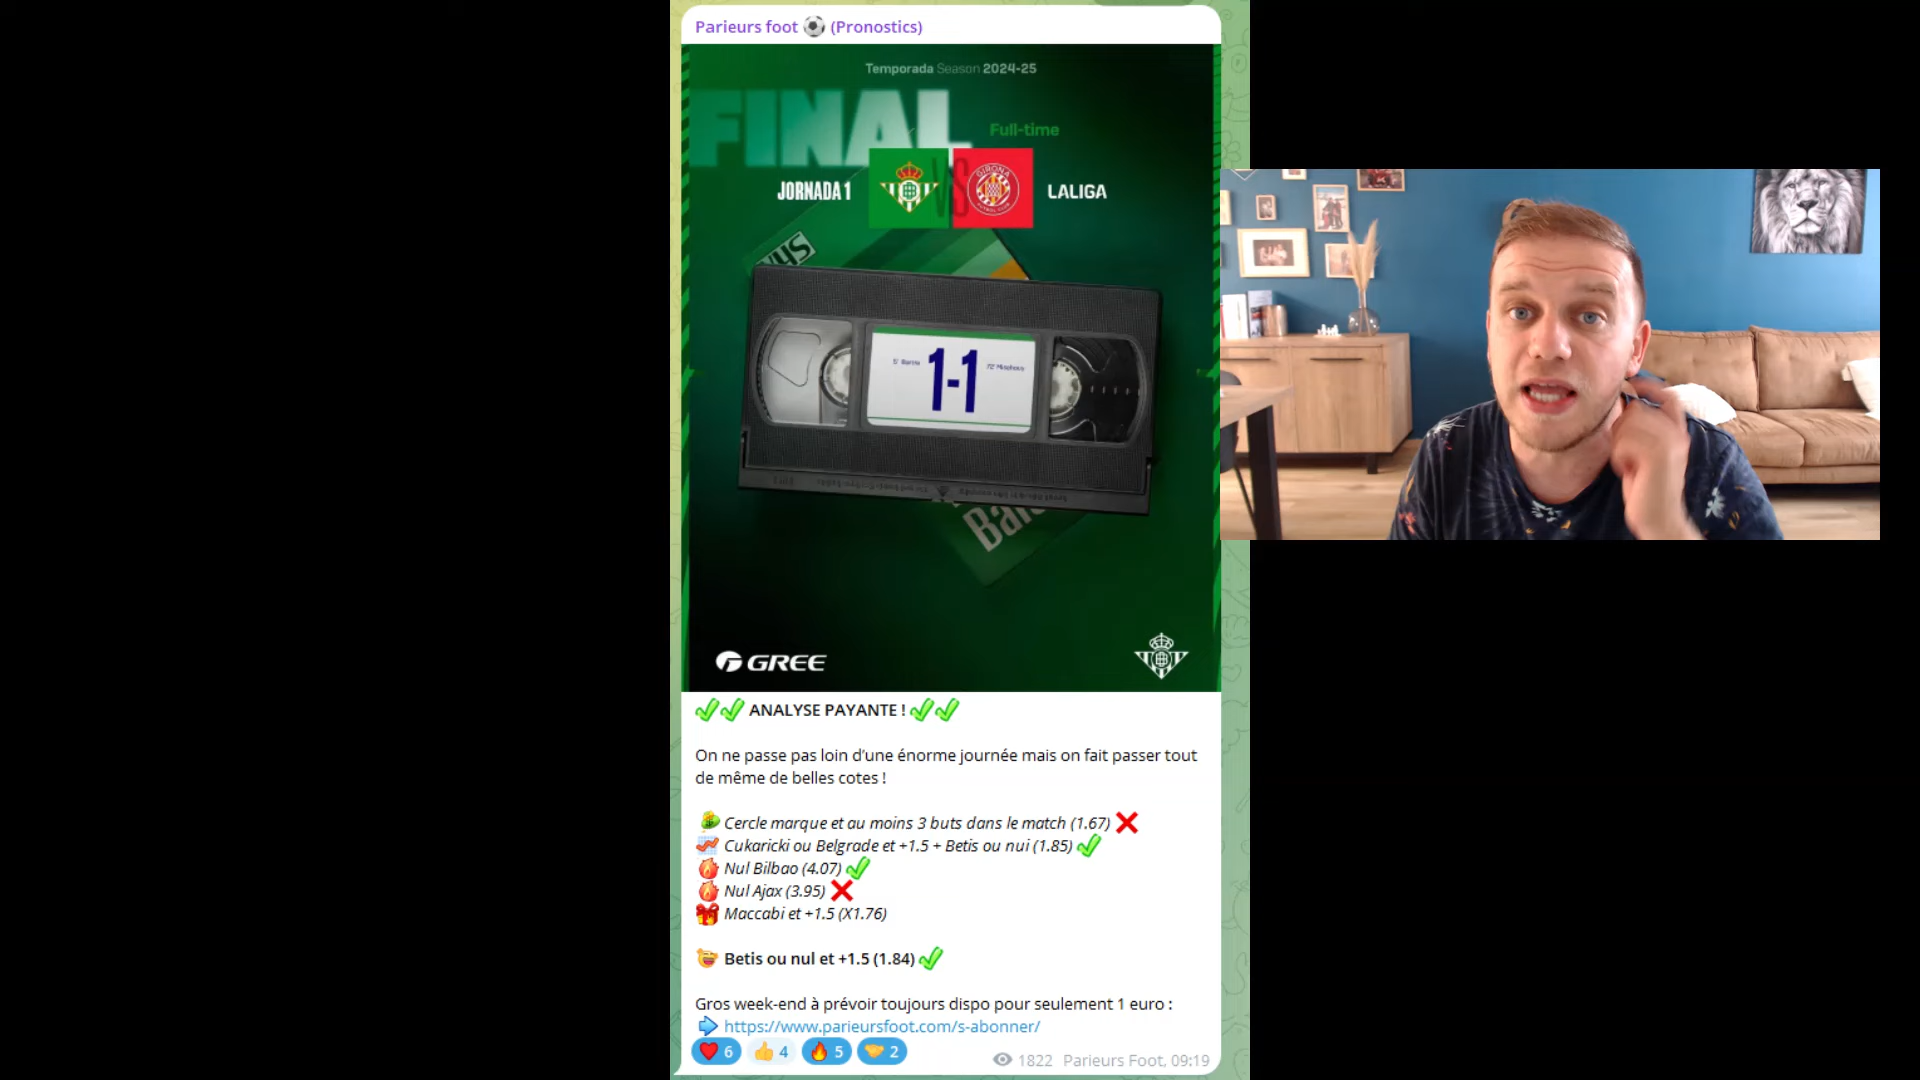 Parieurs foot ⚽ (Pronostics)
Temporada Season 2024-25
FINAL
Full-time
JORNADA 1
VS
GIRONA
LALIGA
1-1
GREE
ANALYSE PAYANTE !
On ne passe pas loin d'une énorme journée mais on fait passer tout
de même de belles cotes !
Cercle marque et au moins 3 buts dans le match (1.67) ❌
Cukaricki ou Belgrade et +1.5 + Betis ou nui (1.85)
Nul Bilbao (4.07)
Nul Ajax (3.95) ❌
Maccabi et +1.5 (X1.76)
Betis ou nul et +1.5 (1.84)
Gros week-end à prévoir toujours dispo pour seulement 1 euro :
https://www.parieursfoot.com/s-abonner/
6 4 5 2
1822 Parieurs Foot, 09:19